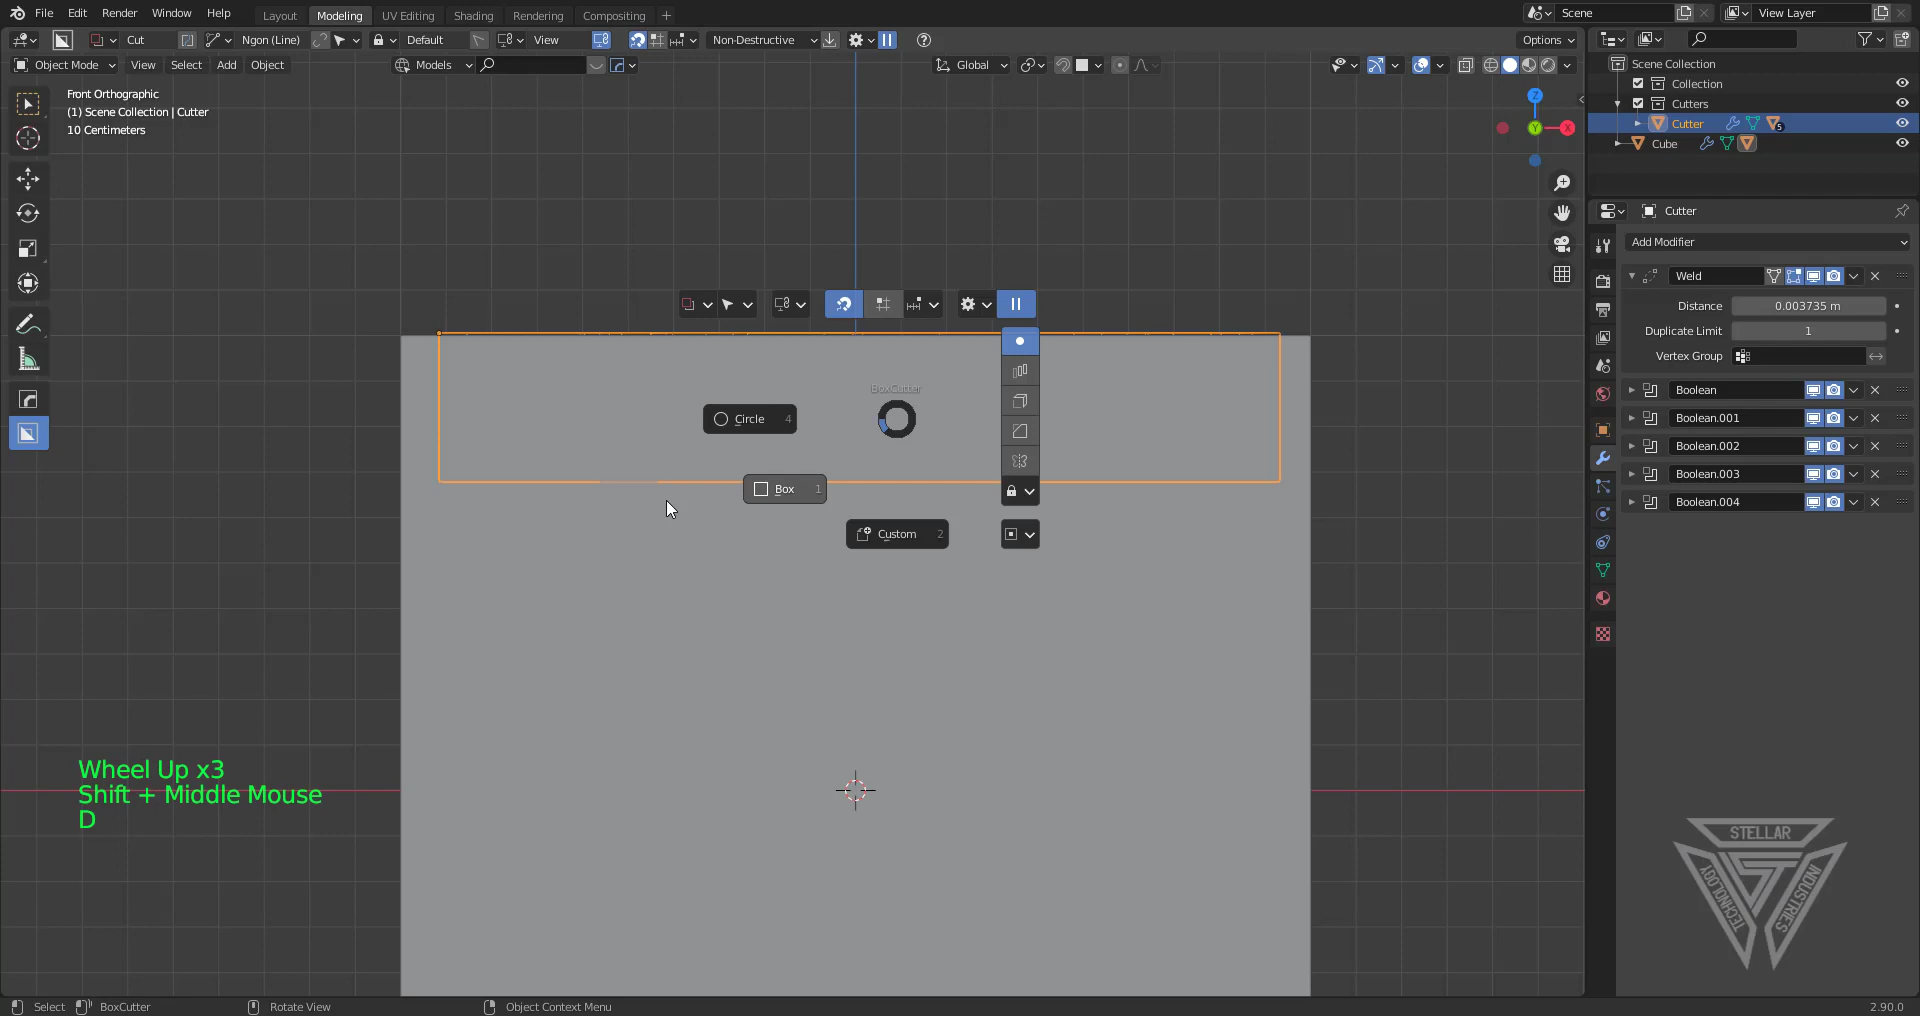 File Edit Render Window Help Layout Modeling UV Editing Shading Rendering Compositing + Scene View Layer
Cut Ngon (Line) Default View Non-Destructive Options
Object Mode View Select Add Object Models Global
Front Orthographic
(1) Scene Collection | Cutter
10 Centimeters
Z
Y
X
Scene Collection
Collection
Cutters
Cutter 5
Cube
Cutter
Add Modifier
Weld
Distance 0.003735 m
Duplicate Limit 1
Vertex Group
Boolean
Boolean.001
Boolean.002
Boolean.003
Boolean.004
BoxCutter
Circle 4
Box 1
Custom 2
Wheel Up x3
Shift + Middle Mouse
D
STELLAR
TECHNOLOGY
INDUSTRIES
Select BoxCutter Rotate View Object Context Menu 2.90.0